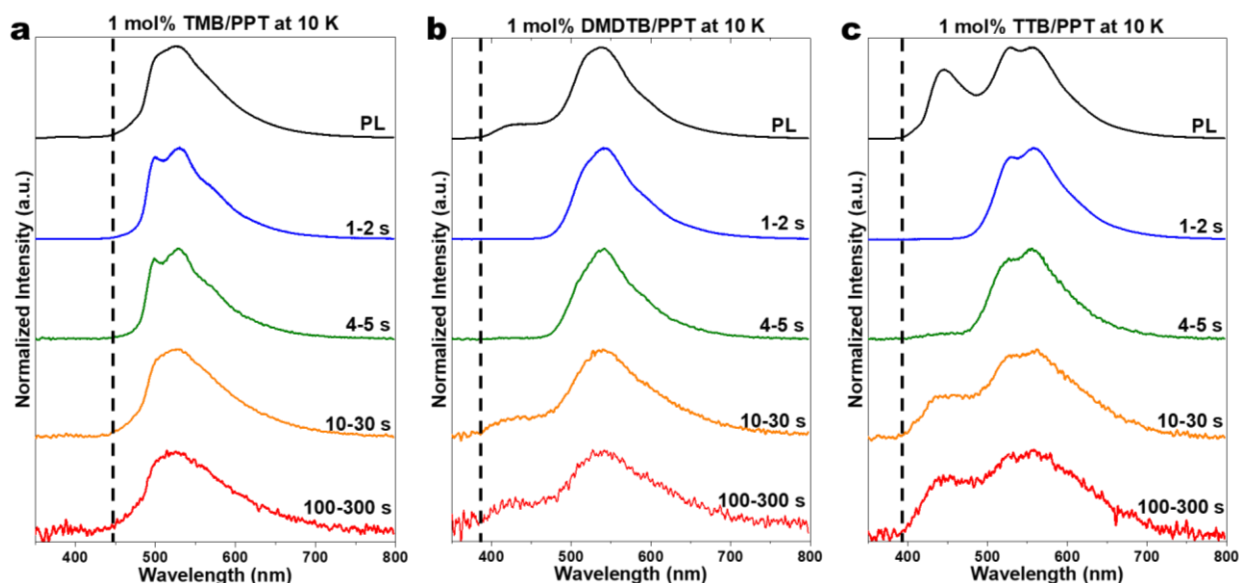 a
1 mol% TMB/PPT at 10 K
Normalized Intensity (a.u.)
PL
1-2 s
4-5 s
10-30 s
100-300 s
400
500
600
700
800
Wavelength (nm)
b
1 mol% DMDTB/PPT at 10 K
Normalized Intensity (a.u.)
PL
1-2 s
4-5 s
10-30 s
100-300 s
400
500
600
700
800
Wavelength (nm)
c
1 mol% TTB/PPT at 10 K
Normalized Intensity (a.u.)
PL
1-2 s
4-5 s
10-30 s
100-300 s
400
500
600
700
800
Wavelength (nm)